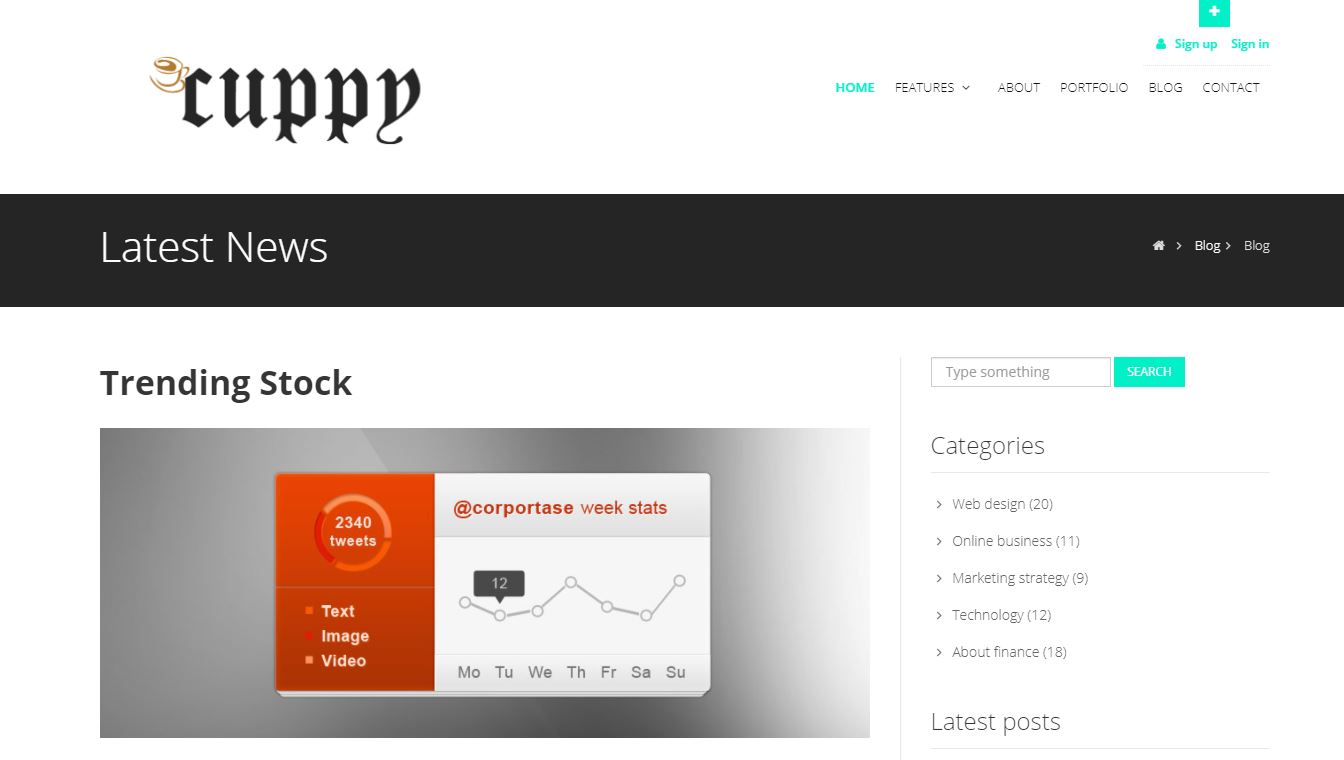 Sign up Sign in
cuppy
HOME FEATURES ABOUT PORTFOLIO BLOG CONTACT
Latest News
Blog Blog
Trending Stock
2340
tweets
Text
Image
Video
@corportase week stats
12
Mo Tu We Th Fr Sa Su
Type something SEARCH
Categories
Web design (20)
Online business (11)
Marketing strategy (9)
Technology (12)
About finance (18)
Latest posts